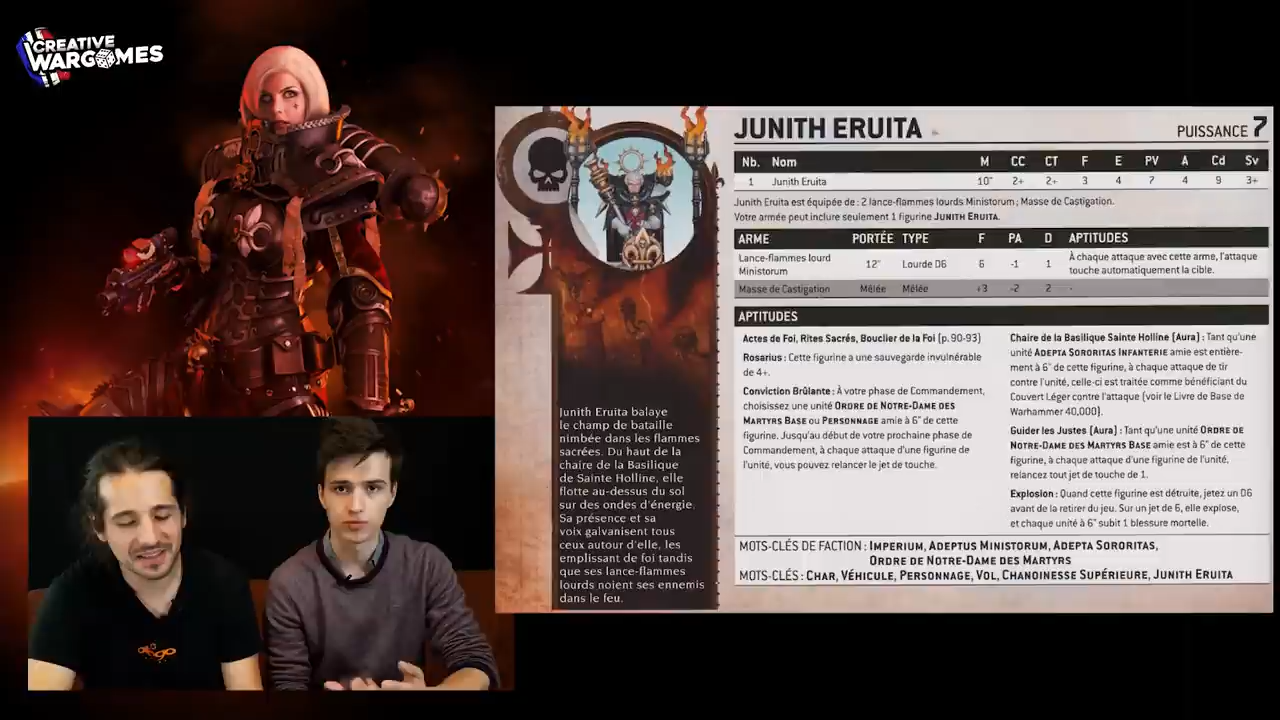 CREATIVE
WARGAMES
JUNITH ERUITA
PUISSANCE 7
Nb. Nom M CC CT F E PV A Cd Sv
1 Junith Eruita 10" 2+ 2+ 3 4 7 4 9 3+
Junith Eruita est équipée de : 2 lance-flammes lourds Ministorum ; Masse de Castigation.
Votre armée peut inclure seulement 1 figurine JUNITH ERUITA.
ARME PORTÉE TYPE F PA D APTITUDES
Lance-flammes lourd
Ministorum
12" Lourde D6 6 -1 1
À chaque attaque avec cette arme, l'attaque
touche automatiquement la cible.
Masse de Castigation Mêlée Mêlée +3 -2 2 -
APTITUDES
Actes de Foi, Rites Sacrés, Bouclier de la Foi (p. 90-93)
Rosarius : Cette figurine a une sauvegarde invulnérable
de 4+.
Conviction Brûlante : À votre phase de Commandement,
choisissez une unité ORDRE DE NOTRE-DAME DES
MARTYRS BASE ou PERSONNAGE amie à 6" de cette
figurine. Jusqu'au début de votre prochaine phase de
Commandement, à chaque attaque d'une figurine de
l'unité, vous pouvez relancer le jet de touche.
Chaire de la Basilique Sainte Holline (Aura) : Tant qu'une
unité ADEPTA SORORITAS INFANTERIE amie est entière-
ment à 6" de cette figurine, à chaque attaque de tir
contre l'unité, celle-ci est traitée comme bénéficiant du
Couvert Léger contre l'attaque (voir le Livre de Base de
Warhammer 40,000).
Guider les Justes (Aura) : Tant qu'une unité ORDRE DE
NOTRE-DAME DES MARTYRS BASE amie est à 6" de cette
figurine, à chaque attaque d'une figurine de l'unité,
relancez tout jet de touche de 1.
Explosion : Quand cette figurine est détruite, jetez un D6
avant de la retirer du jeu. Sur un jet de 6, elle explose,
et chaque unité à 6" subit 1 blessure mortelle.
Junith Eruita balaye
le champ de bataille
nimbée dans les flammes
sacrées. Du haut de la
chaire de la Basilique
de Sainte Holline, elle
flotte au-dessus du sol
sur des ondes d'énergie.
Sa présence et sa
voix galvanisent tous
ceux autour d'elle, les
emplissant de foi tandis
que ses lance-flammes
lourds noient ses ennemis
dans le feu.
MOTS-CLÉS DE FACTION : IMPERIUM, ADEPTUS MINISTORUM, ADEPTA SORORITAS,
ORDRE DE NOTRE-DAME DES MARTYRS
MOTS-CLÉS : CHAR, VÉHICULE, PERSONNAGE, VOL, CHANOINESSE SUPÉRIEURE, JUNITH ERUITA